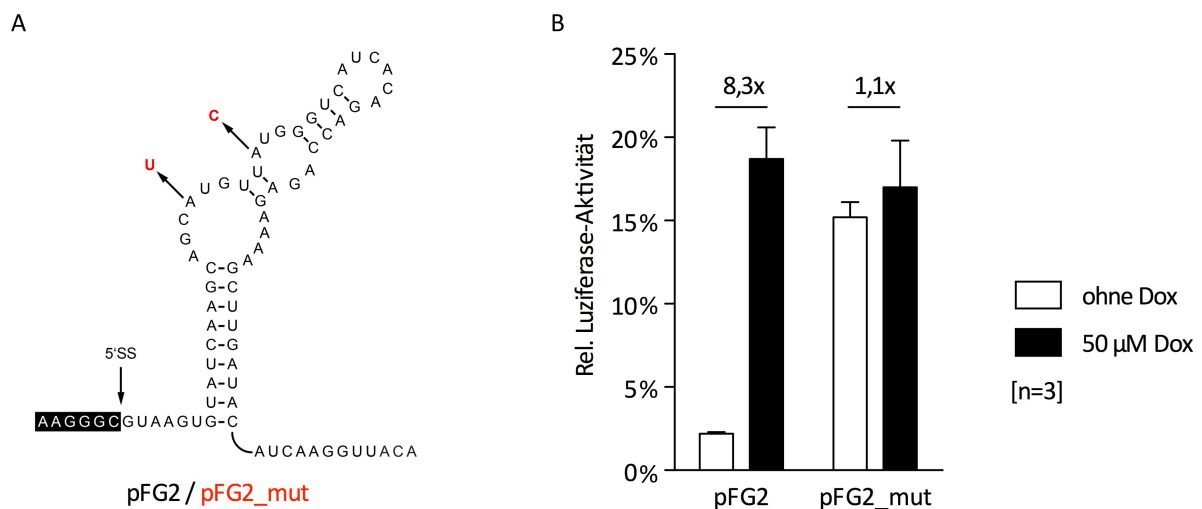 A
B
U C
A A
C C
U G A
C G G G A
U C
A C
U A
U A G
A U G U G
C A
G A
A A
C-G A
G-C
A-U
A-U
C-G
U-A
A-U
U-A
5'SS
AAGGGCGUAAGUG-C
AUCAAGGUUACA
U
pFG2 / pFG2_mut
Rel. Luziferase-Aktivität
25%
20%
15%
10%
5%
0%
8,3x
1,1x
pFG2
pFG2_mut
ohne Dox
50 µM Dox
[n=3]